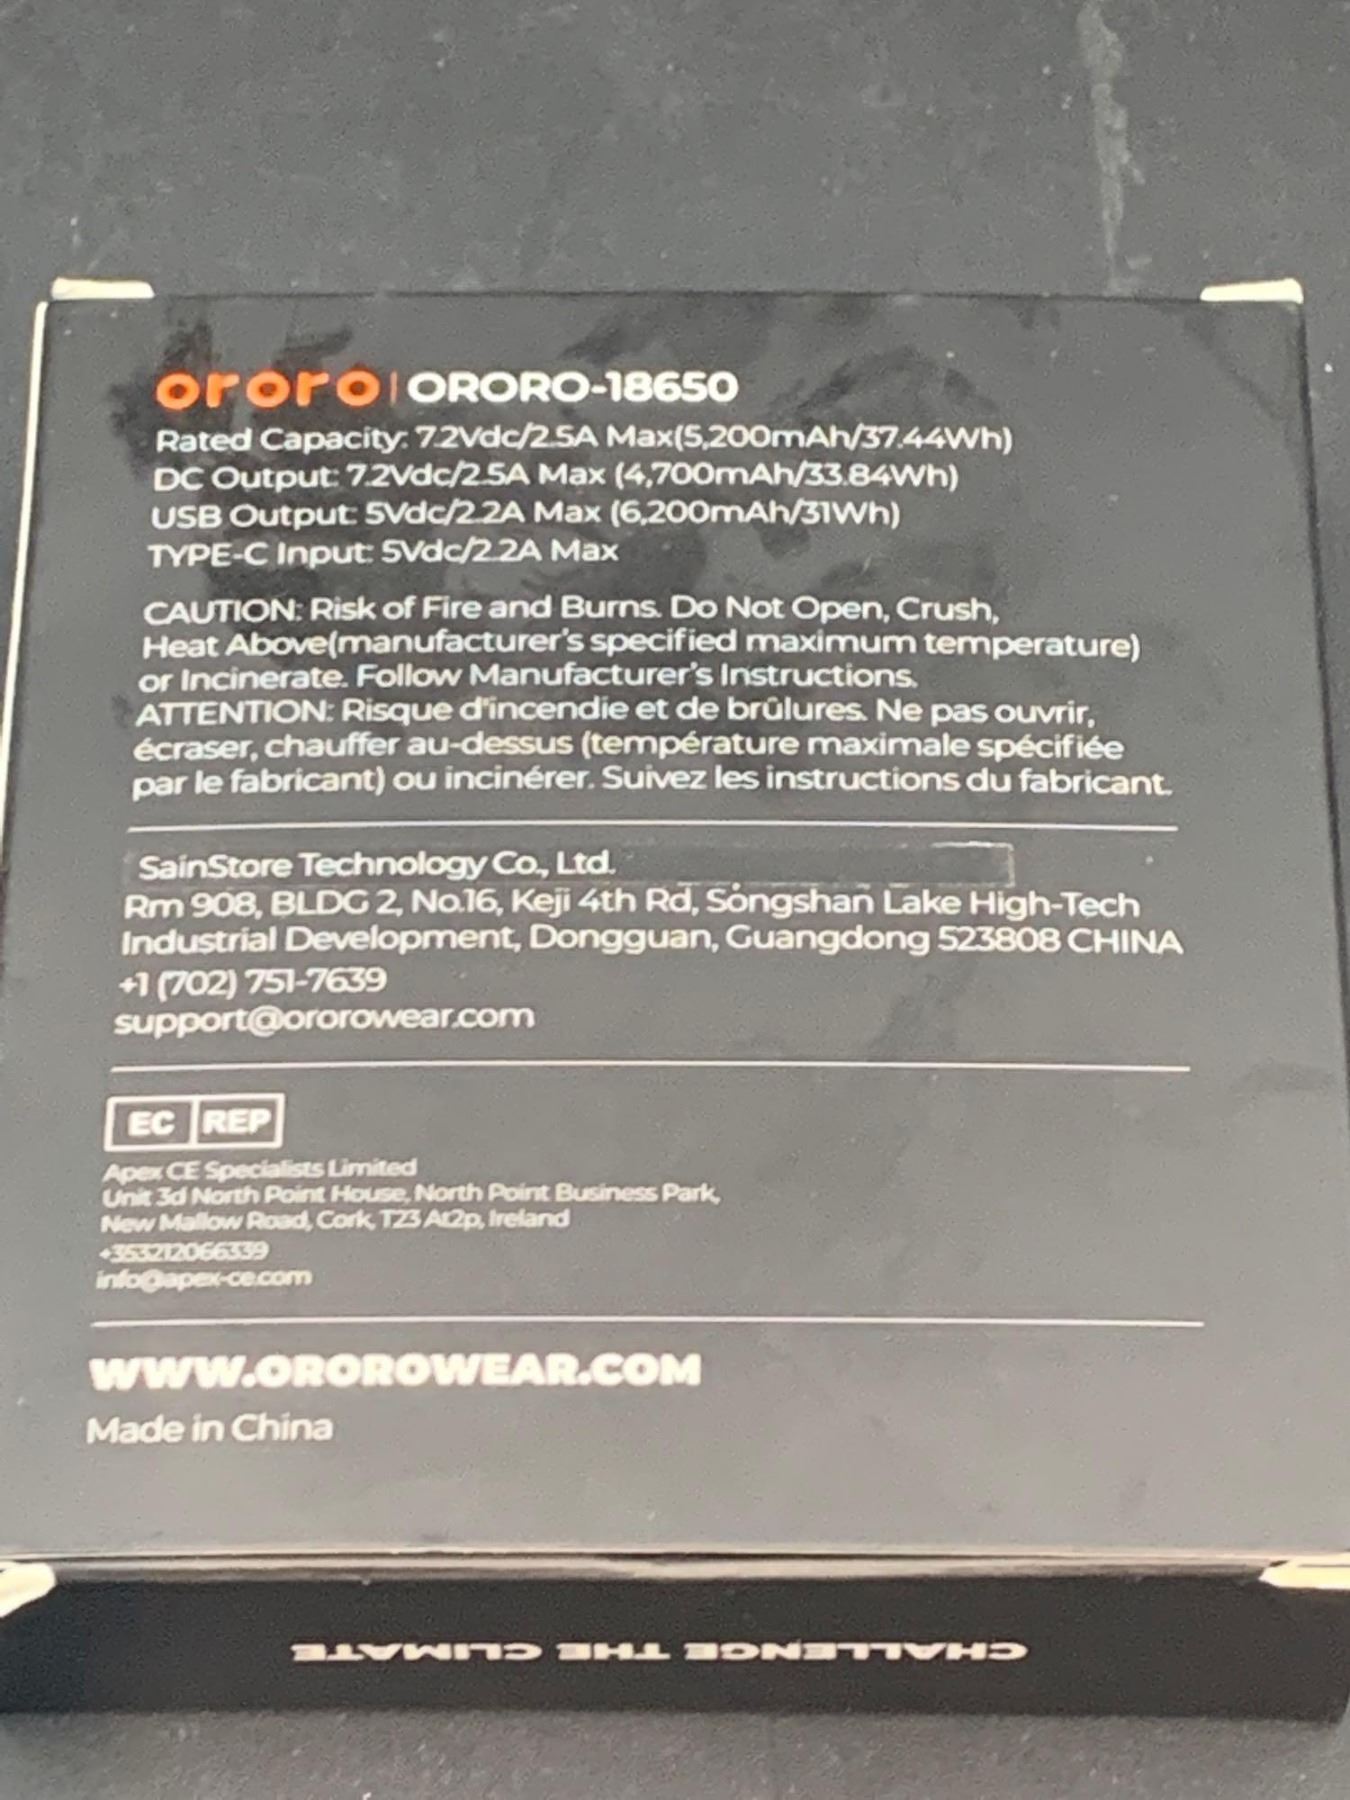 ororo | ORORO-18650
Rated Capacity: 7.2Vdc/2.5A Max(5,200mAh/37.44Wh)
DC Output: 7.2Vdc/2.5A Max (4,700mAh/33.84Wh)
USB Output: 5Vdc/2.2A Max (6,200mAh/31Wh)
TYPE-C Input: 5Vdc/2.2A Max
CAUTION: Risk of Fire and Burns. Do Not Open, Crush,
Heat Above(manufacturer's specified maximum temperature)
or Incinerate. Follow Manufacturer's Instructions.
ATTENTION: Risque d'incendie et de brûlures. Ne pas ouvrir,
écraser, chauffer au-dessus (température maximale spécifiée
par le fabricant) ou incinérer. Suivez les instructions du fabricant.
SainStore Technology Co., Ltd.
Rm 908, BLDG 2, No.16, Keji 4th Rd, Songshan Lake High-Tech
Industrial Development, Dongguan, Guangdong 523808 CHINA
+1 (702) 751-7639
support@ororowear.com
EC REP
Apex CE Specialists Limited
Unit 3d North Point House, North Point Business Park,
New Mallow Road, Cork, T23 At2p, Ireland
+353212066339
info@apex-ce.com
WWW.OROROWEAR.COM
Made in China
CHALLENGE THE CLIMATE